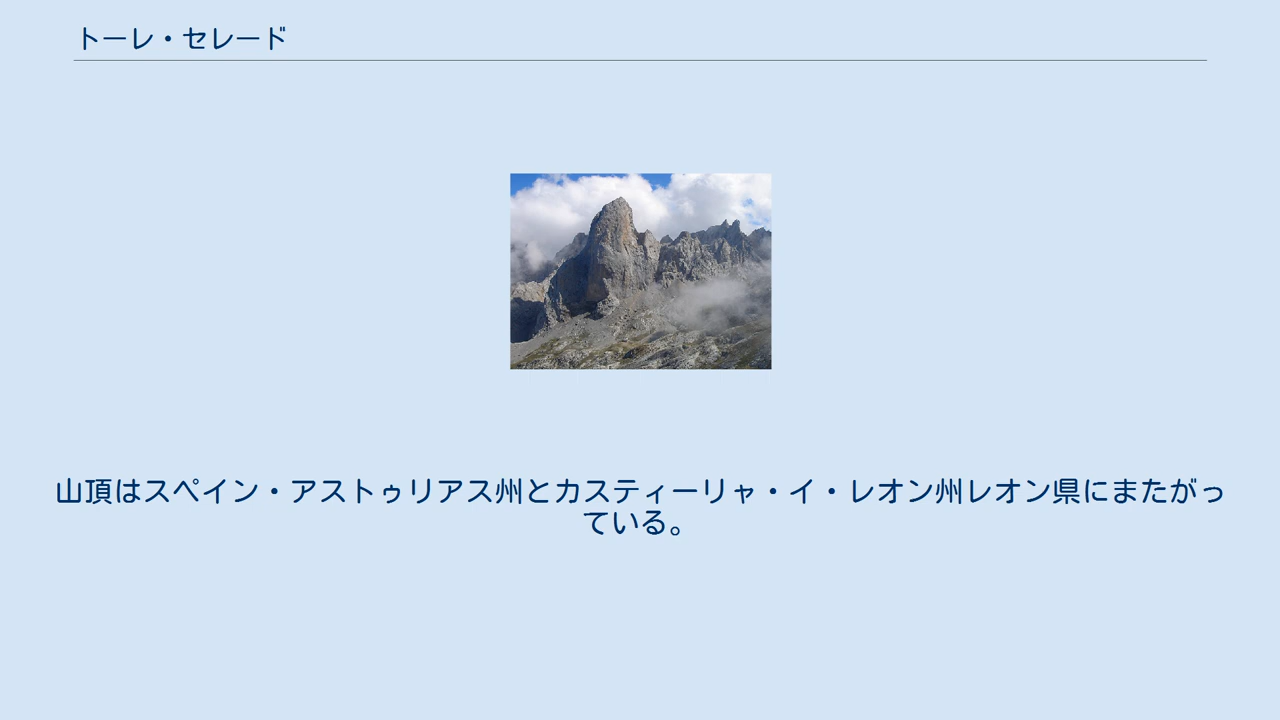 トーレ・セレード
山頂はスペイン・アストゥリアス州とカスティーリャ・イ・レオン州レオン県にまたがっ
ている。